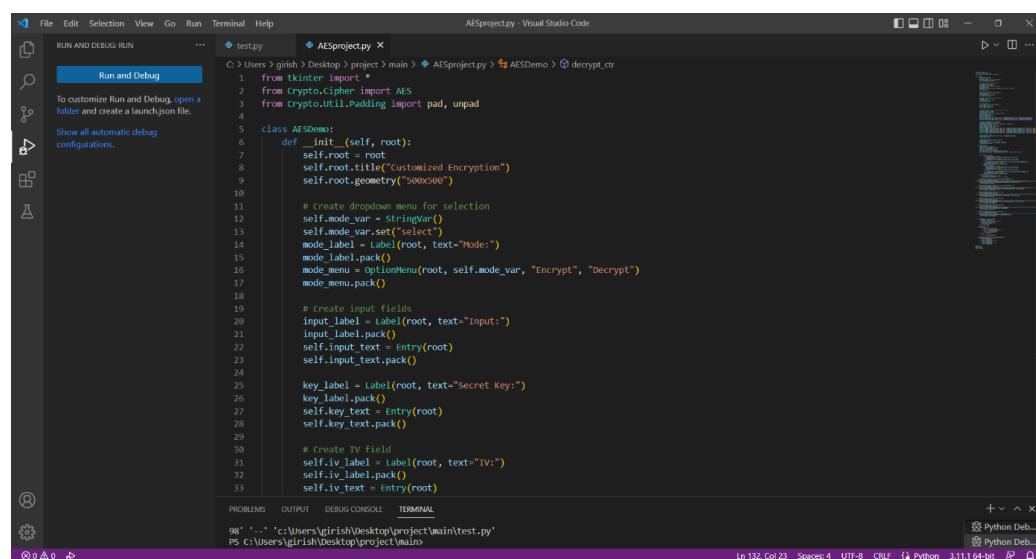 File Edit Selection View Go Run Terminal Help
AESproject.py - Visual Studio Code
RUN AND DEBUG: RUN ...
Run and Debug
To customize Run and Debug, open a
folder and create a launch.json file.
Show all automatic debug
configurations.
test.py
AESproject.py
C: > Users > girish > Desktop > project > main > AESproject.py > AESDemo > decrypt_ctr
1 from tkinter import *
2 from Crypto.Cipher import AES
3 from Crypto.Util.Padding import pad, unpad
4
5 class AESDemo:
6 def __init__(self, root):
7 self.root = root
8 self.root.title("Customized Encryption")
9 self.root.geometry("500x500")
10
11 # Create dropdown menu for selection
12 self.mode_var = StringVar()
13 self.mode_var.set("select")
14 mode_label = Label(root, text="Mode:")
15 mode_label.pack()
16 mode_menu = OptionMenu(root, self.mode_var, "Encrypt", "Decrypt")
17 mode_menu.pack()
18
19 # Create input fields
20 input_label = Label(root, text="Input:")
21 input_label.pack()
22 self.input_text = Entry(root)
23 self.input_text.pack()
24
25 key_label = Label(root, text="Secret Key:")
26 key_label.pack()
27 self.key_text = Entry(root)
28 self.key_text.pack()
29
30 # Create IV field
31 self.iv_label = Label(root, text="IV:")
32 self.iv_label.pack()
33 self.iv_text = Entry(root)
PROBLEMS OUTPUT DEBUG CONSOLE TERMINAL
98' '--' 'c:\Users\girish\Desktop\project\main\test.py'
PS C:\Users\girish\Desktop\project\main>
Python Deb...
Python Deb...
0 0
Ln 132, Col 23 Spaces: 4 UTF-8 CRLF Python 3.11.1 64-bit